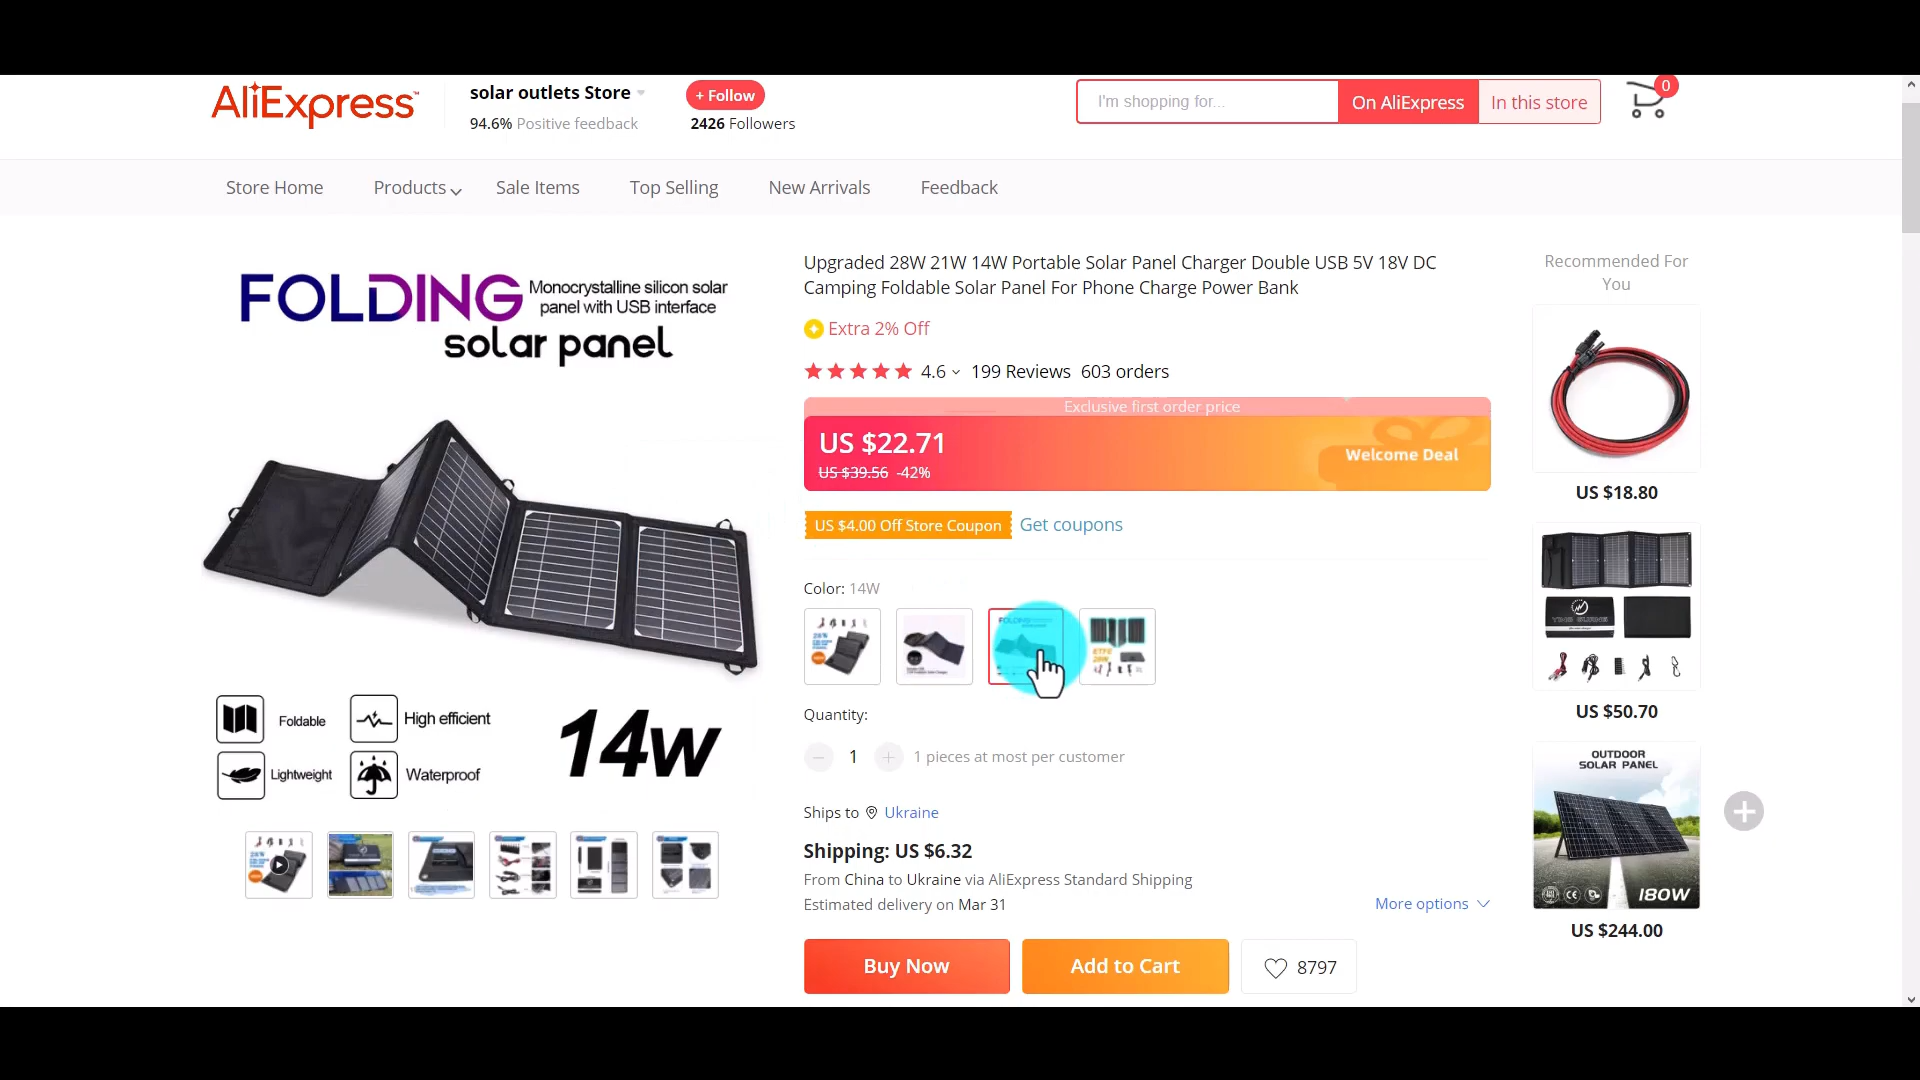 AliExpress™
solar outlets Store
94.6% Positive feedback
+ Follow
2426 Followers
I'm shopping for...
On AliExpress
In this store
0
Store Home
Products
Sale Items
Top Selling
New Arrivals
Feedback
FOLDING
Monocrystalline silicon solar
panel with USB interface
solar panel
Foldable
High efficient
Lightweight
Waterproof
14w
Upgraded 28W 21W 14W Portable Solar Panel Charger Double USB 5V 18V DC
Camping Foldable Solar Panel For Phone Charge Power Bank
Extra 2% Off
4.6
199 Reviews
603 orders
Exclusive first order price
US $22.71
US $39.56 -42%
Welcome Deal
US $4.00 Off Store Coupon
Get coupons
Color: 14W
Quantity:
1
1 pieces at most per customer
Ships to
Ukraine
Shipping: US $6.32
From China to Ukraine via AliExpress Standard Shipping
Estimated delivery on Mar 31
More options
Buy Now
Add to Cart
8797
Recommended For
You
US $18.80
US $50.70
OUTDOOR
SOLAR PANEL
180W
US $244.00